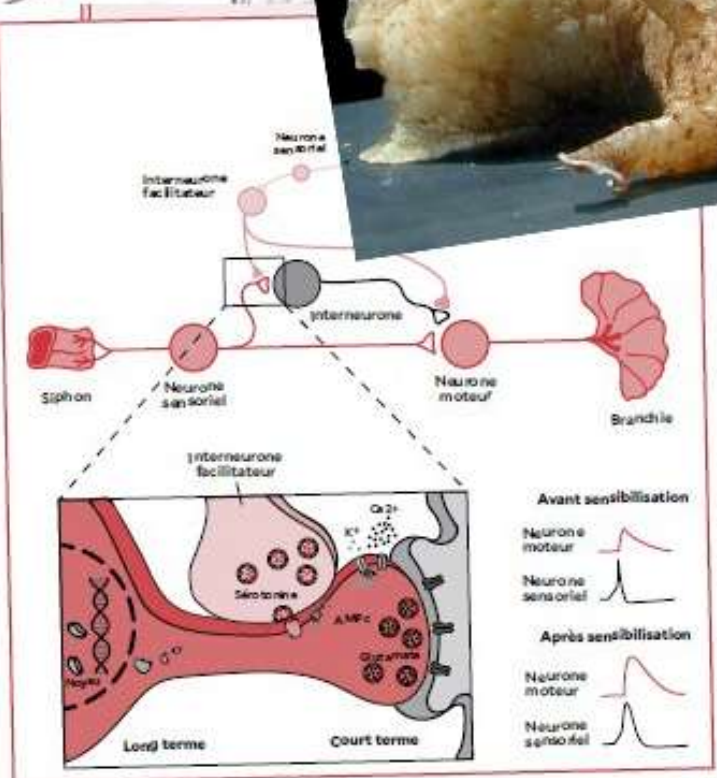 Neurone
sensoriel
Interneurone
facilitateur
Interneurone
Siphon
Neurone
sensoriel
Neurone
moteur
Branchie
Interneurone
facilitateur
Ca2+
K+
Sérotonine
AMPc
Glutamate
Noyau
Long terme
Court terme
Avant sensibilisation
Neurone
moteur
Neurone
sensoriel
Après sensibilisation
Neurone
moteur
Neurone
sensoriel